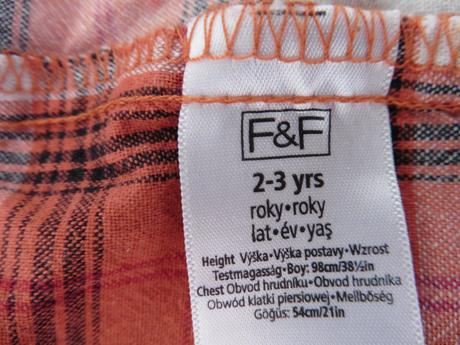 F&F
2-3 yrs
roky•roky
lat•év•yaş
Height Výška•Výška postavy•Wzrost
Testmagasság•Boy: 98cm/38½in
Chest Obvod hrudníku•Obvod hrudníka
Obwód klatki piersiowej•Mellbőség
Göğüs: 54cm/21in